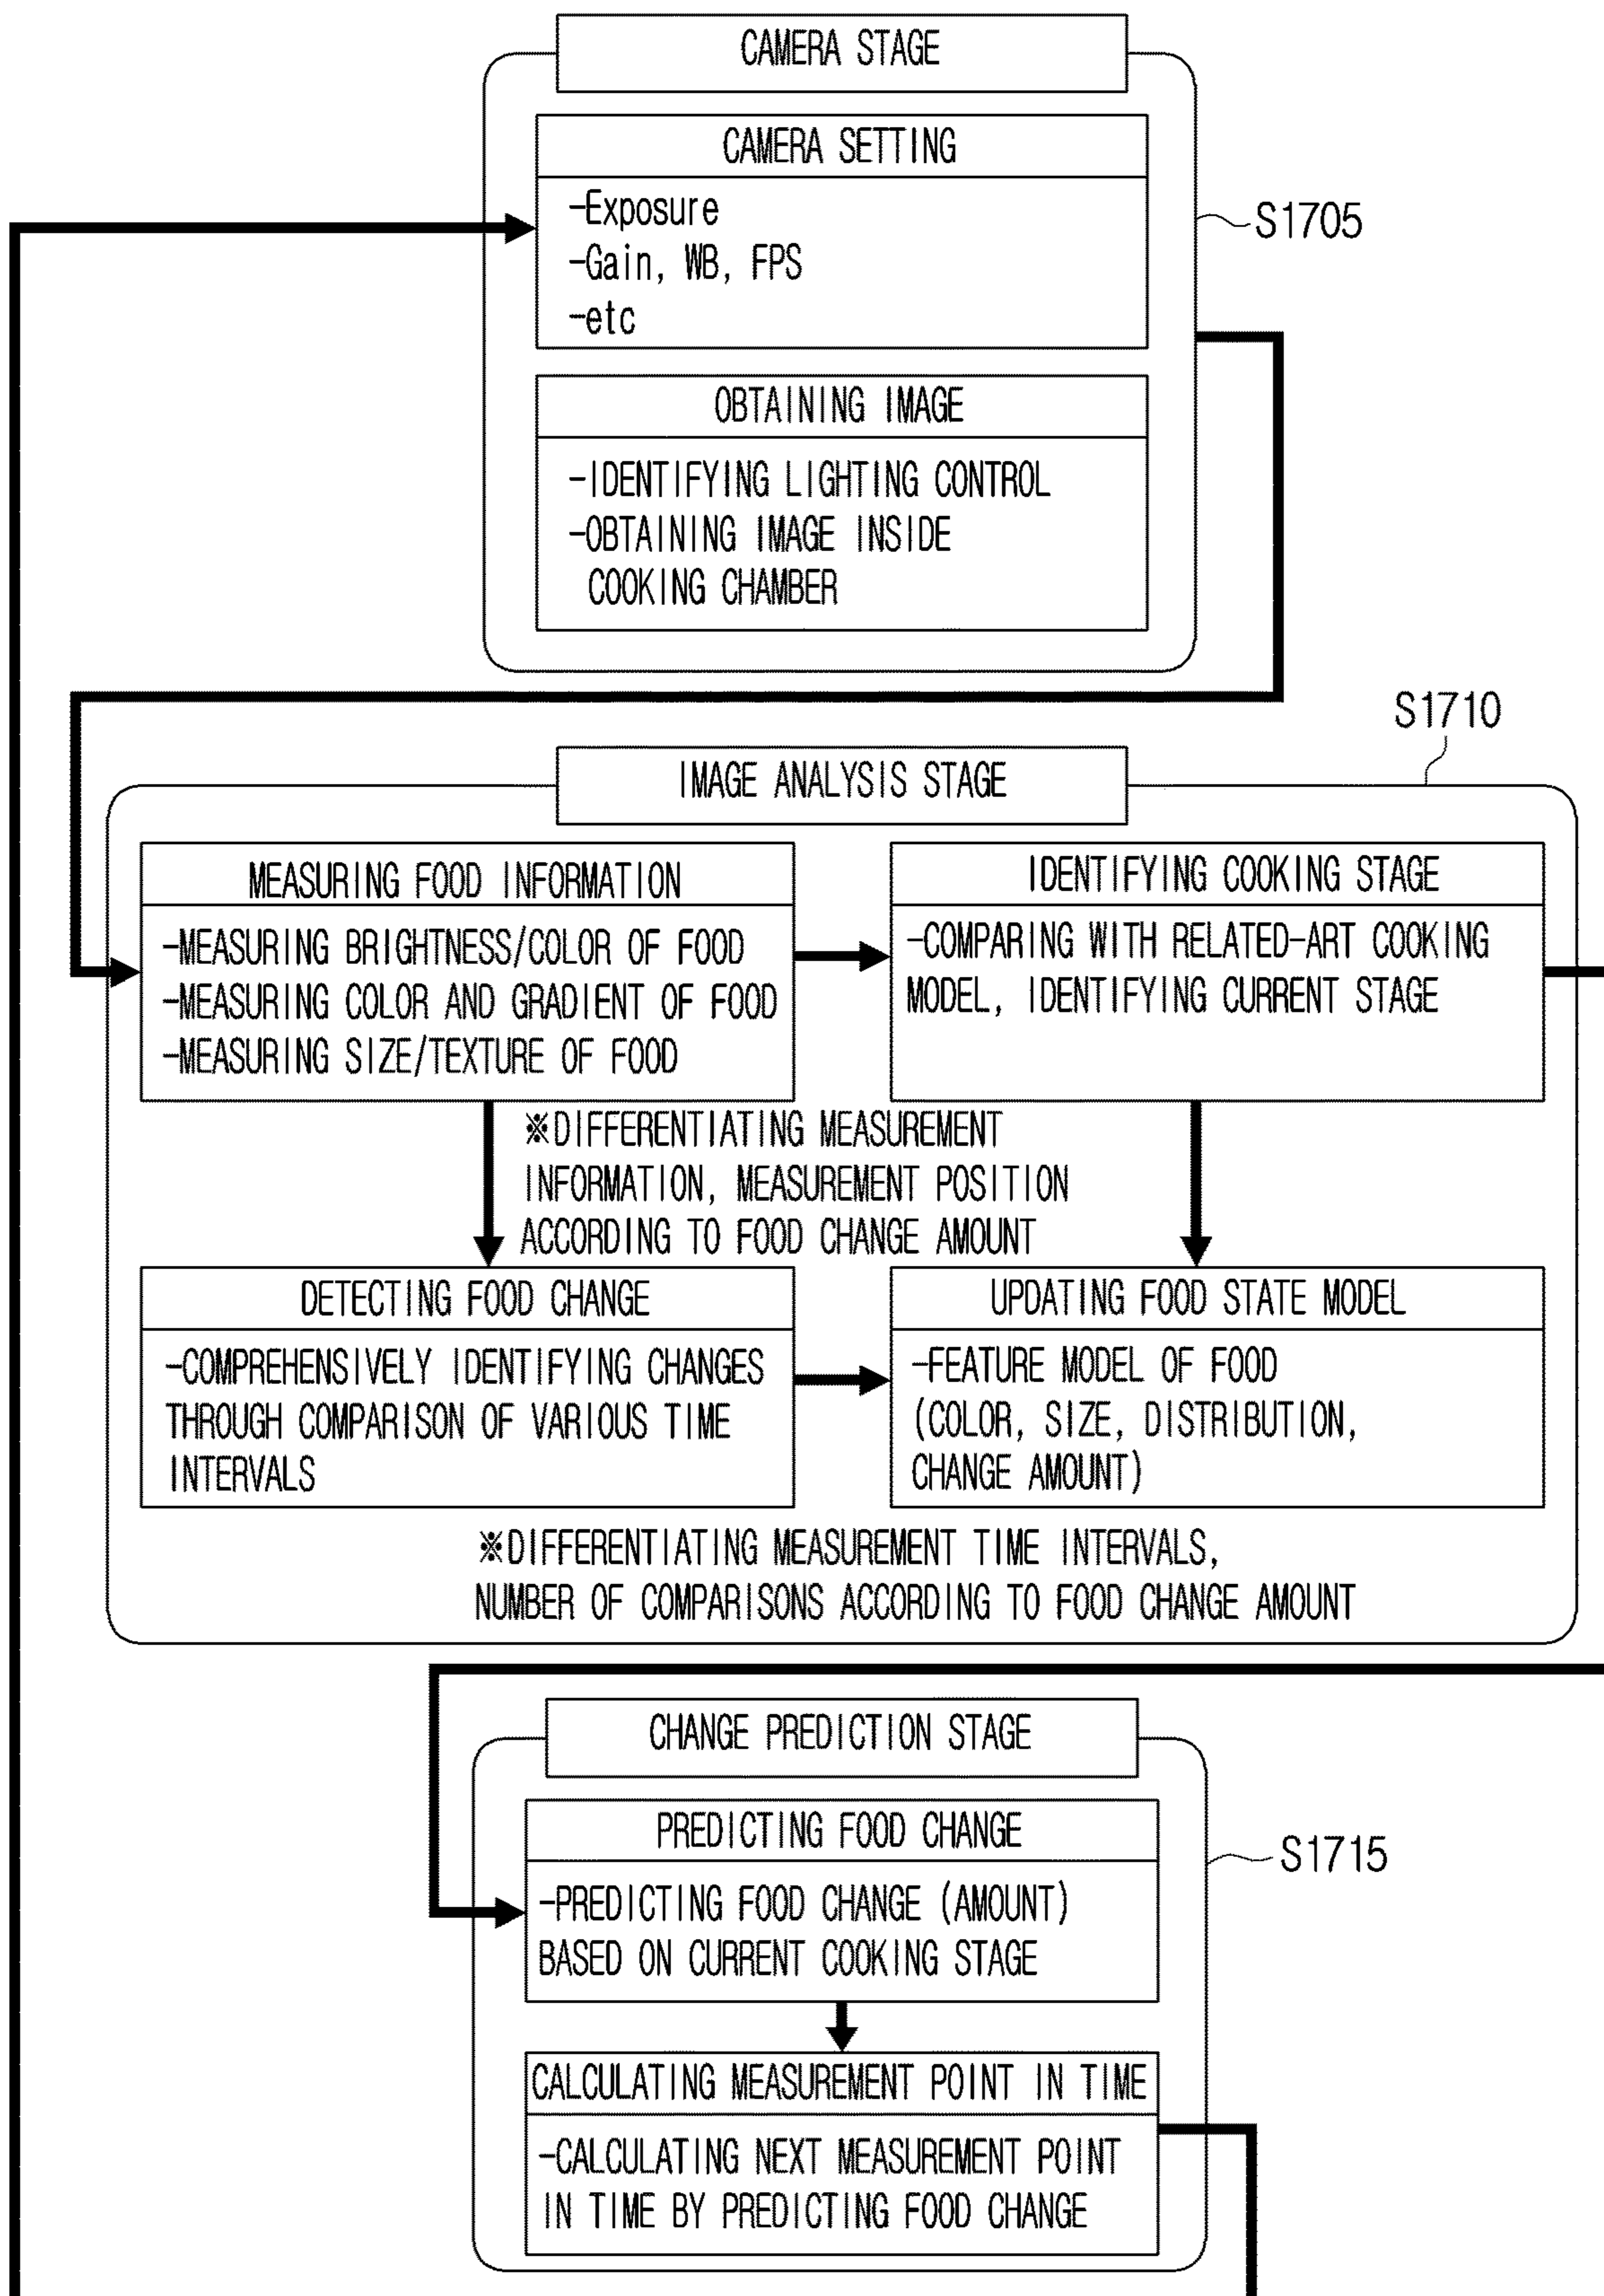 CAMERA STAGE
CAMERA SETTING
-Exposure
-Gain, WB, FPS
-etc
S1705
OBTAINING IMAGE
-IDENTIFYING LIGHTING CONTROL
-OBTAINING IMAGE INSIDE
COOKING CHAMBER
S1710
IMAGE ANALYSIS STAGE
MEASURING FOOD INFORMATION
-MEASURING BRIGHTNESS/COLOR OF FOOD
-MEASURING COLOR AND GRADIENT OF FOOD
-MEASURING SIZE/TEXTURE OF FOOD
IDENTIFYING COOKING STAGE
-COMPARING WITH RELATED-ART COOKING
MODEL, IDENTIFYING CURRENT STAGE
※DIFFERENTIATING MEASUREMENT
INFORMATION, MEASUREMENT POSITION
ACCORDING TO FOOD CHANGE AMOUNT
DETECTING FOOD CHANGE
-COMPREHENSIVELY IDENTIFYING CHANGES
THROUGH COMPARISON OF VARIOUS TIME
INTERVALS
UPDATING FOOD STATE MODEL
-FEATURE MODEL OF FOOD
(COLOR, SIZE, DISTRIBUTION,
CHANGE AMOUNT)
※DIFFERENTIATING MEASUREMENT TIME INTERVALS,
NUMBER OF COMPARISONS ACCORDING TO FOOD CHANGE AMOUNT
CHANGE PREDICTION STAGE
PREDICTING FOOD CHANGE
-PREDICTING FOOD CHANGE (AMOUNT)
BASED ON CURRENT COOKING STAGE
S1715
CALCULATING MEASUREMENT POINT IN TIME
-CALCULATING NEXT MEASUREMENT POINT
IN TIME BY PREDICTING FOOD CHANGE